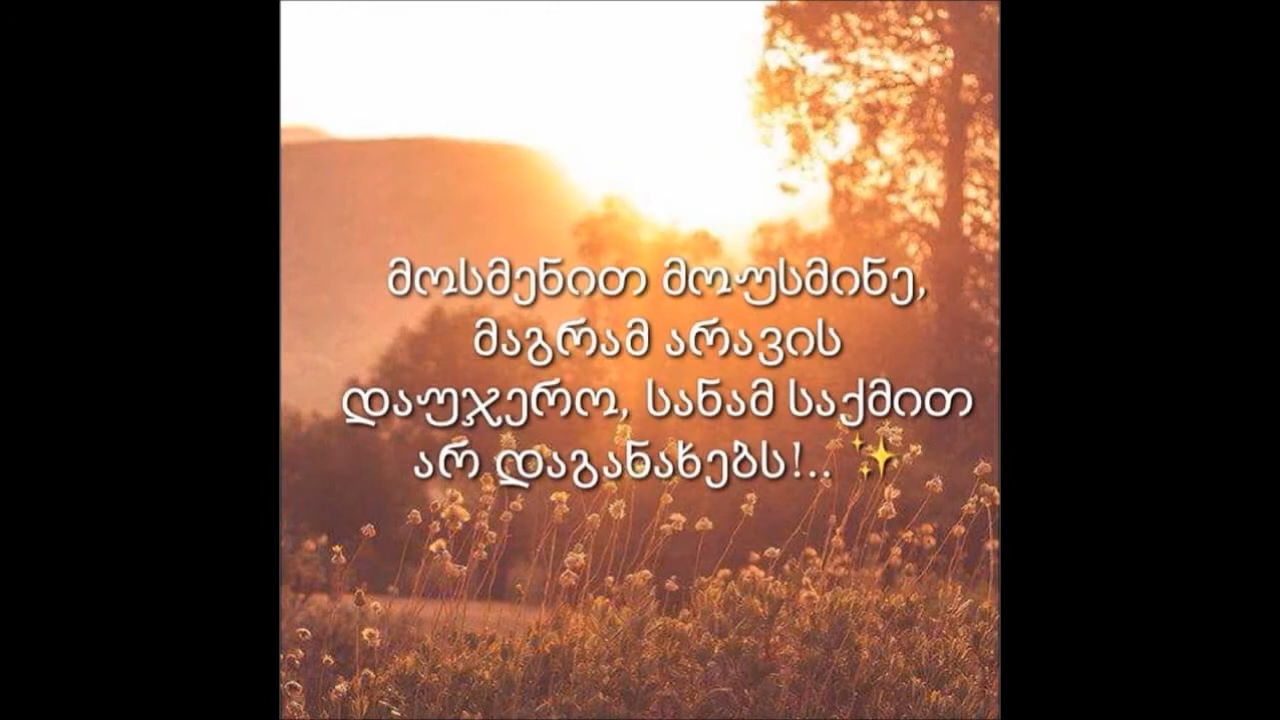 მოსმენით მოუსმინე,
მაგრამ არავის
დაუჯერო, სანამ საქმით
არ დაგანახებს!.. ✨